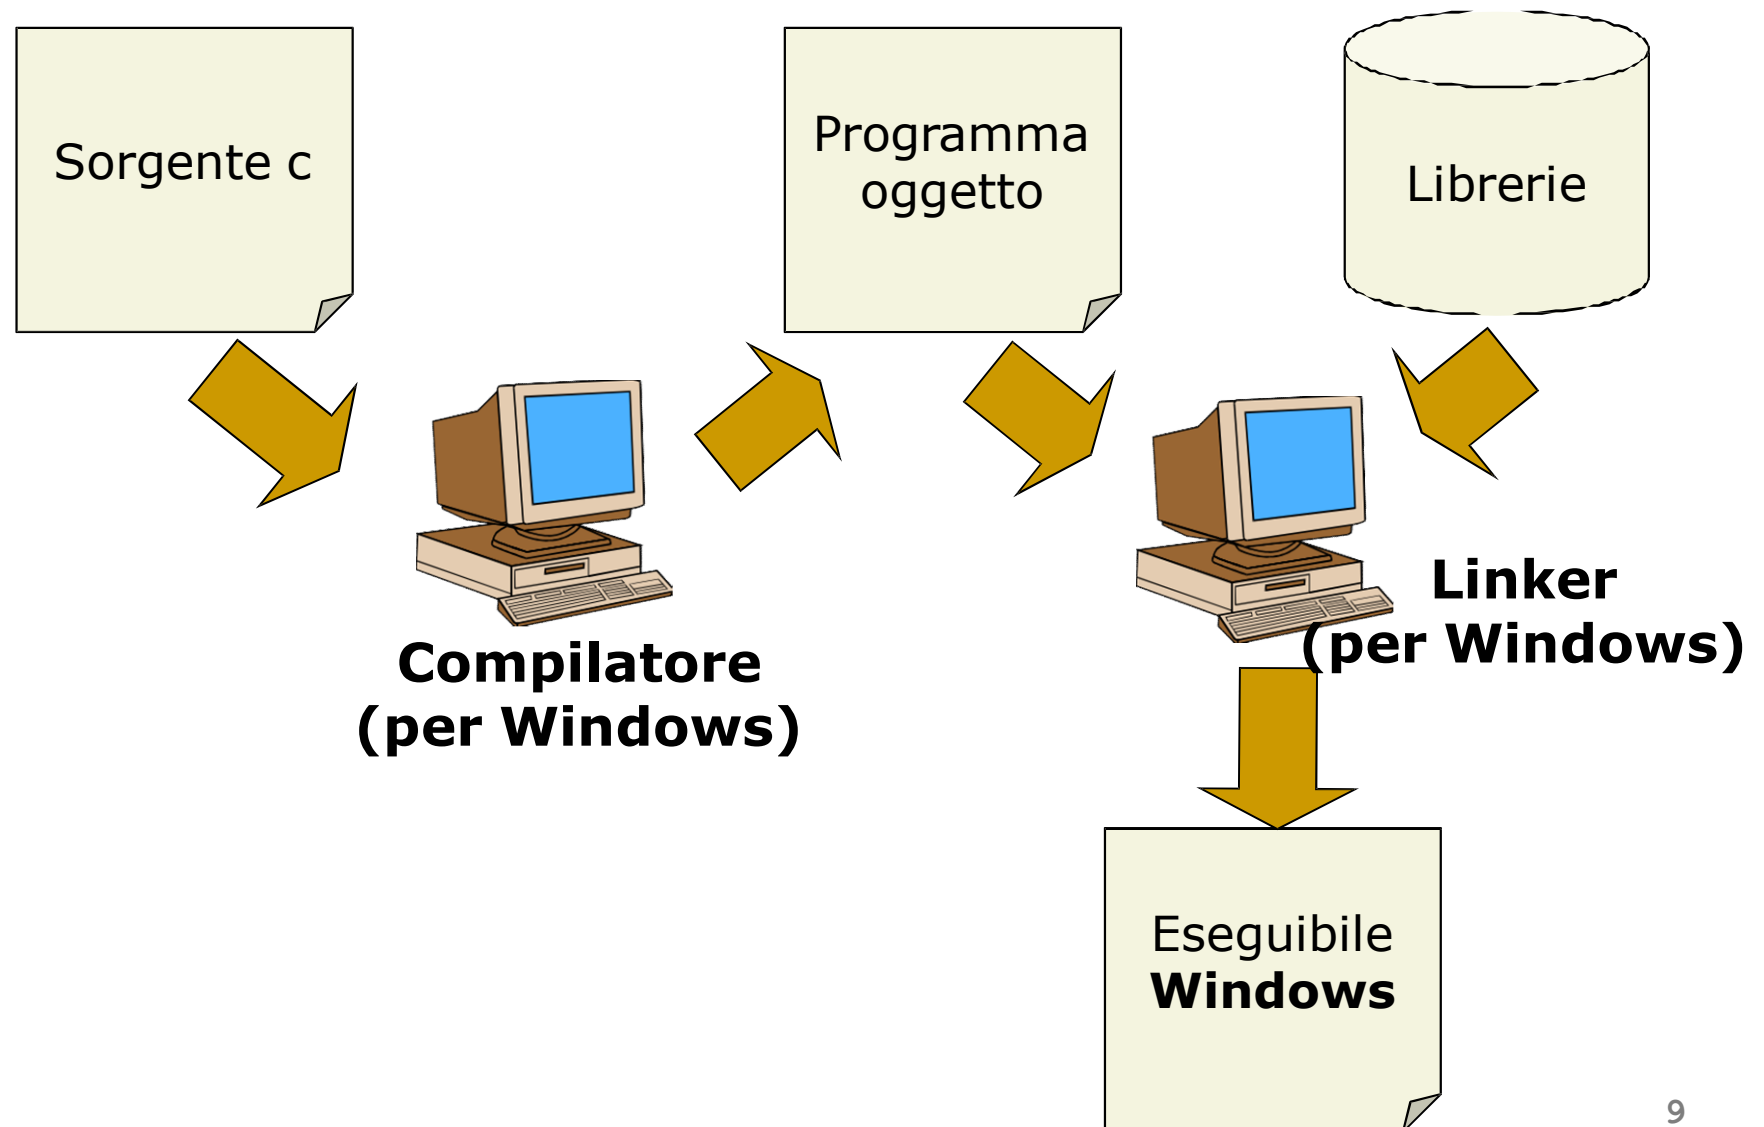 Sorgente c
Programma
oggetto
Librerie
Compilatore
(per Windows)
Linker
(per Windows)
Eseguibile
Windows
9